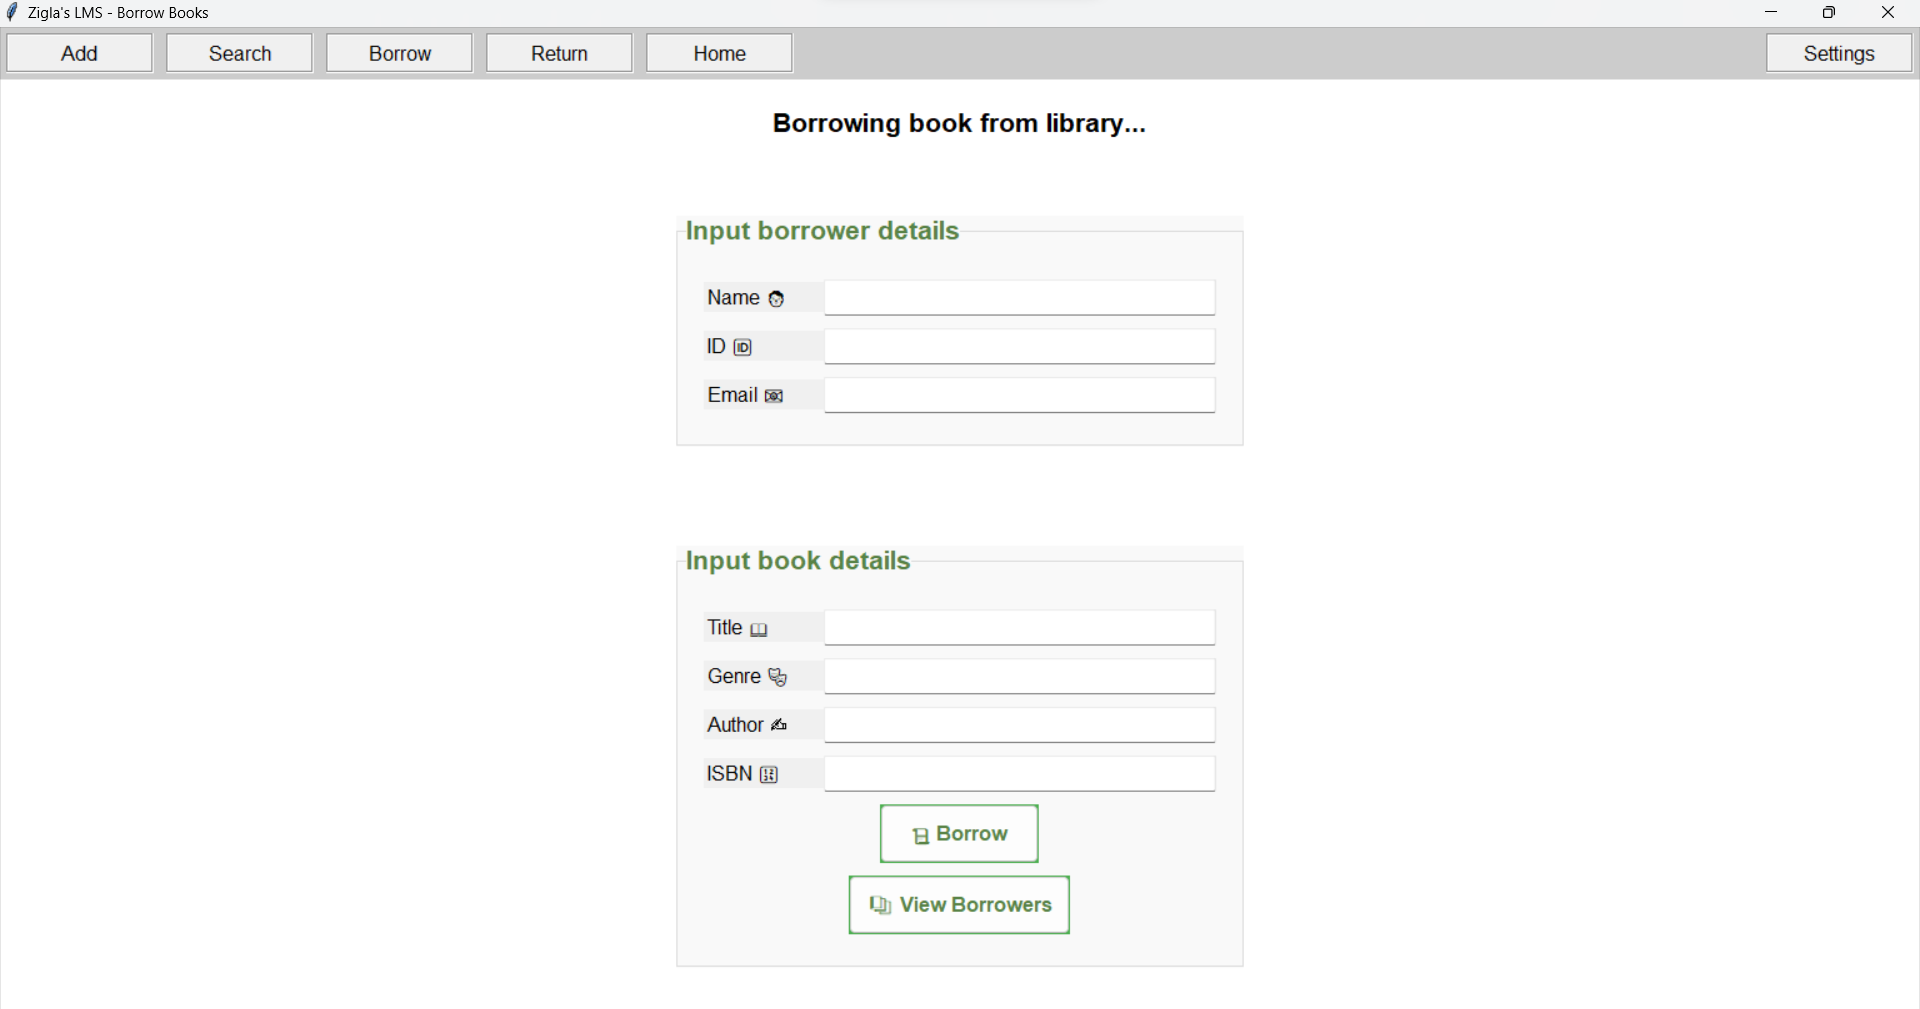 Zigla's LMS - Borrow Books
Add Search Borrow Return Home Settings
Borrowing book from library...
Input borrower details
Name
ID
Email
Input book details
Title
Genre
Author
ISBN
Borrow
View Borrowers